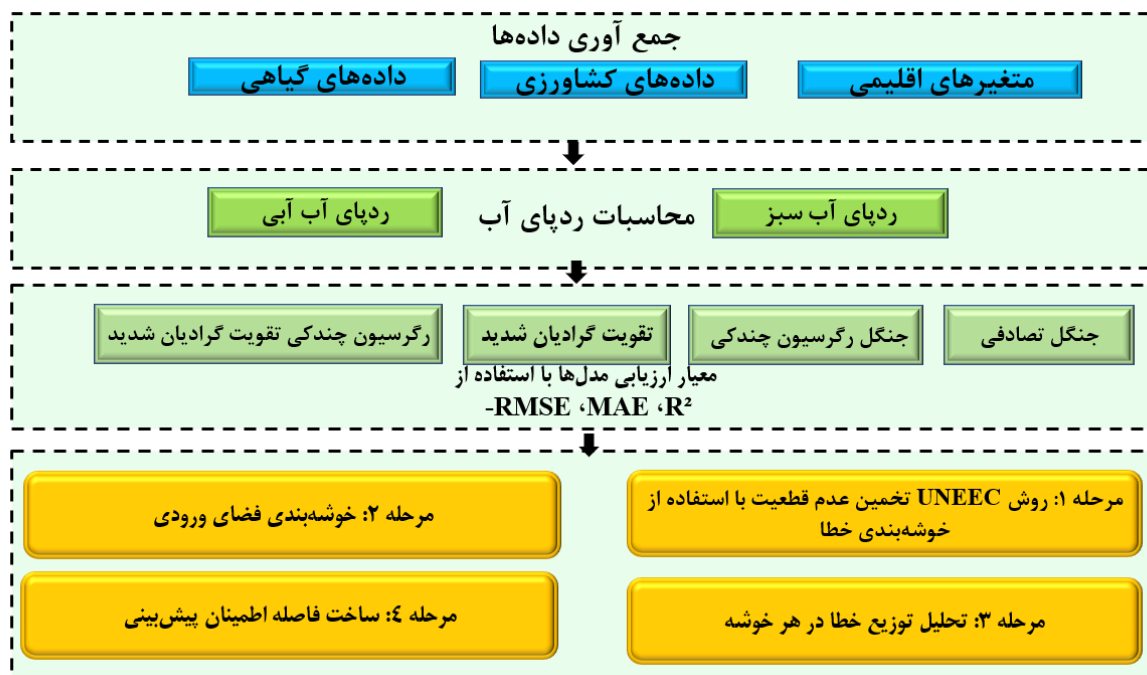 جمع آوری داده‌ها
متغیرهای اقلیمی
داده‌های کشاورزی
داده‌های گیاهی
ردپای آب سبز
محاسبات ردپای آب
ردپای آب آبی
جنگل تصادفی
جنگل رگرسیون چندکی
تقویت گرادیان شدید
رگرسیون چندکی تقویت گرادیان شدید
معیار ارزیابی مدل‌ها با استفاده از
-RMSE ،MAE ،R²
مرحله ۱: روش UNEEC تخمین عدم قطعیت با استفاده از
خوشه‌بندی خطا
مرحله ۲: خوشه‌بندی فضای ورودی
مرحله ۳: تحلیل توزیع خطا در هر خوشه
مرحله ٤: ساخت فاصله اطمینان پیش‌بینی